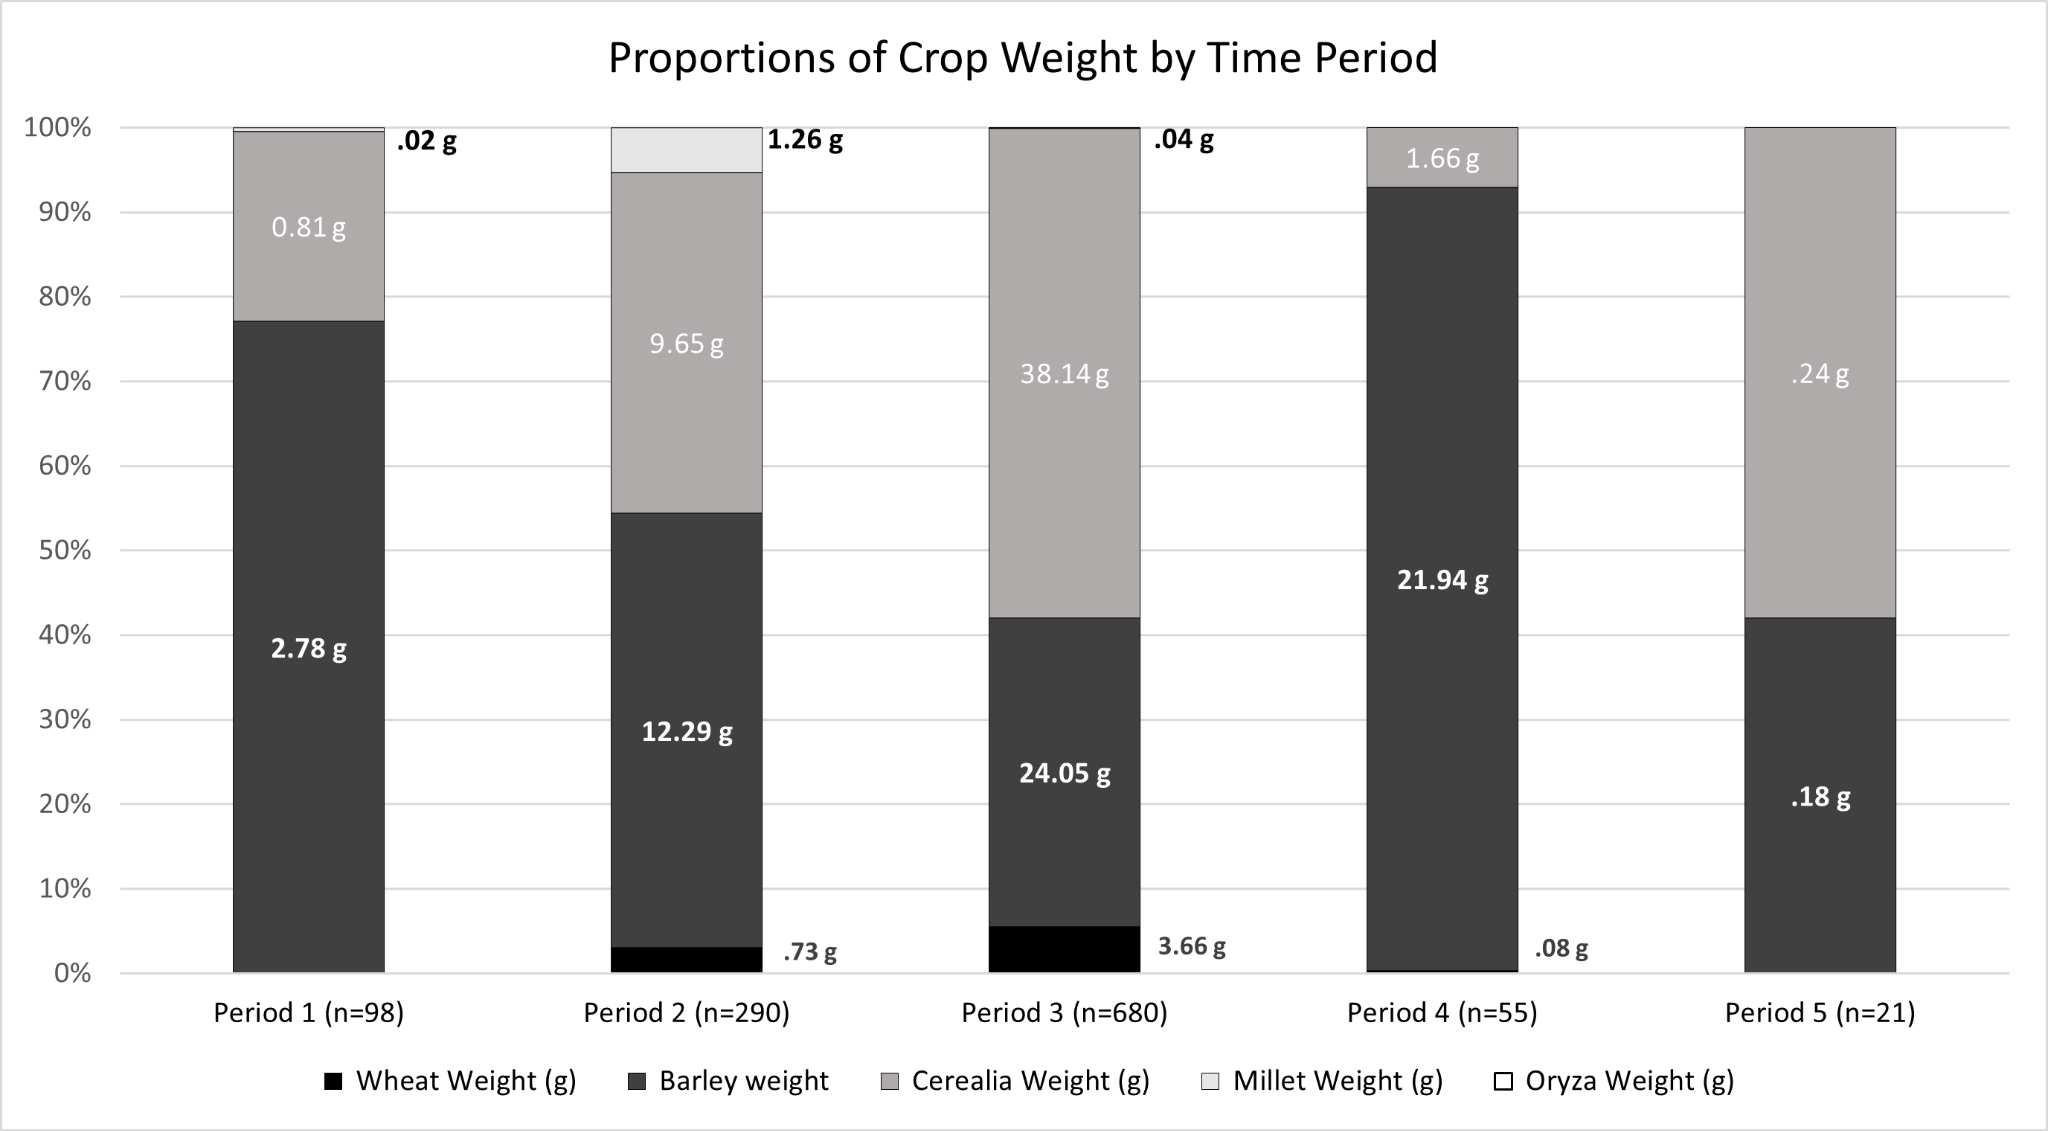 Proportions of Crop Weight by Time Period
100%
90%
80%
70%
60%
50%
40%
30%
20%
10%
0%
.02 g
0.81 g
2.78 g
1.26 g
9.65 g
12.29 g
.73 g
.04 g
38.14 g
24.05 g
3.66 g
1.66 g
21.94 g
.08 g
.24 g
.18 g
Period 1 (n=98)
Period 2 (n=290)
Period 3 (n=680)
Period 4 (n=55)
Period 5 (n=21)
Wheat Weight (g)
Barley weight
Cerealia Weight (g)
Millet Weight (g)
Oryza Weight (g)